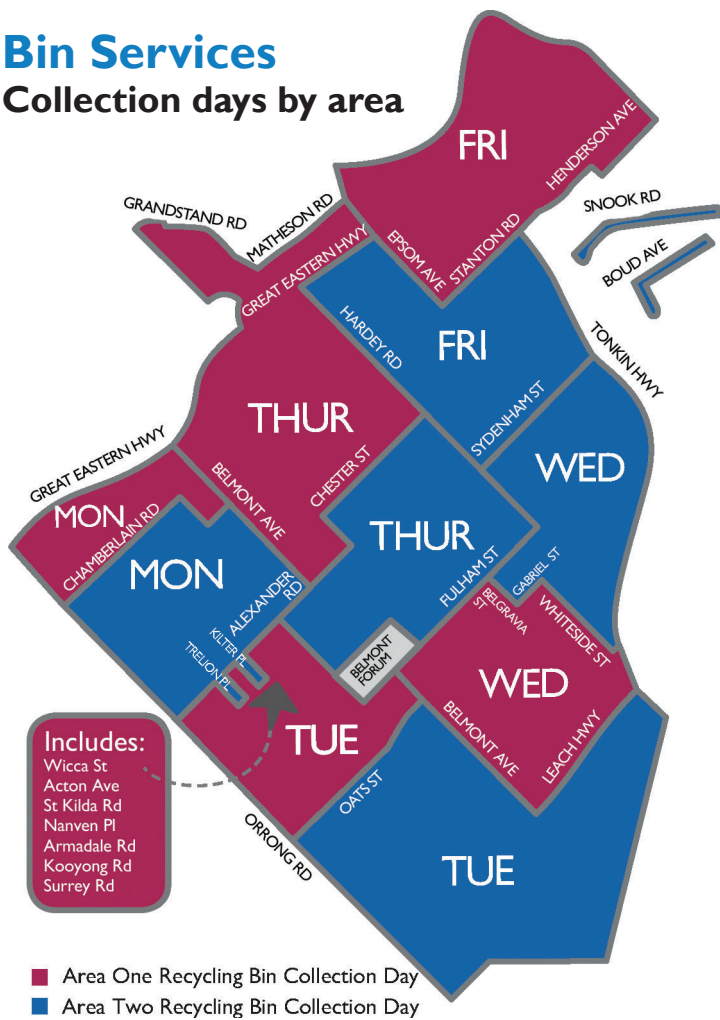 Bin Services
Collection days by area
FRI
HENDERSON AVE
SNOOK RD
GRANDSTAND RD
MATHESON RD
GREAT EASTERN HWY
EPSOM AVE
STANTON RD
BOUD AVE
HARDEY RD
FRI
TONKIN HWY
THUR
SYDENHAM ST
GREAT EASTERN HWY
BELMONT AVE
CHESTER ST
WED
MON
CHAMBERLAIN RD
THUR
MON
ALEXANDER
RD
FULHAM ST
GABRIEL ST
BELGRAVIA
ST
WHITESIDE ST
KILTER PL
TRELION PL
BELMONT
FORUM
WED
TUE
BELMONT AVE
LEACH HWY
OATS ST
ORRONG RD
TUE
Includes:
Wicca St
Acton Ave
St Kilda Rd
Nanven Pl
Armadale Rd
Kooyong Rd
Surrey Rd
Area One Recycling Bin Collection Day
Area Two Recycling Bin Collection Day